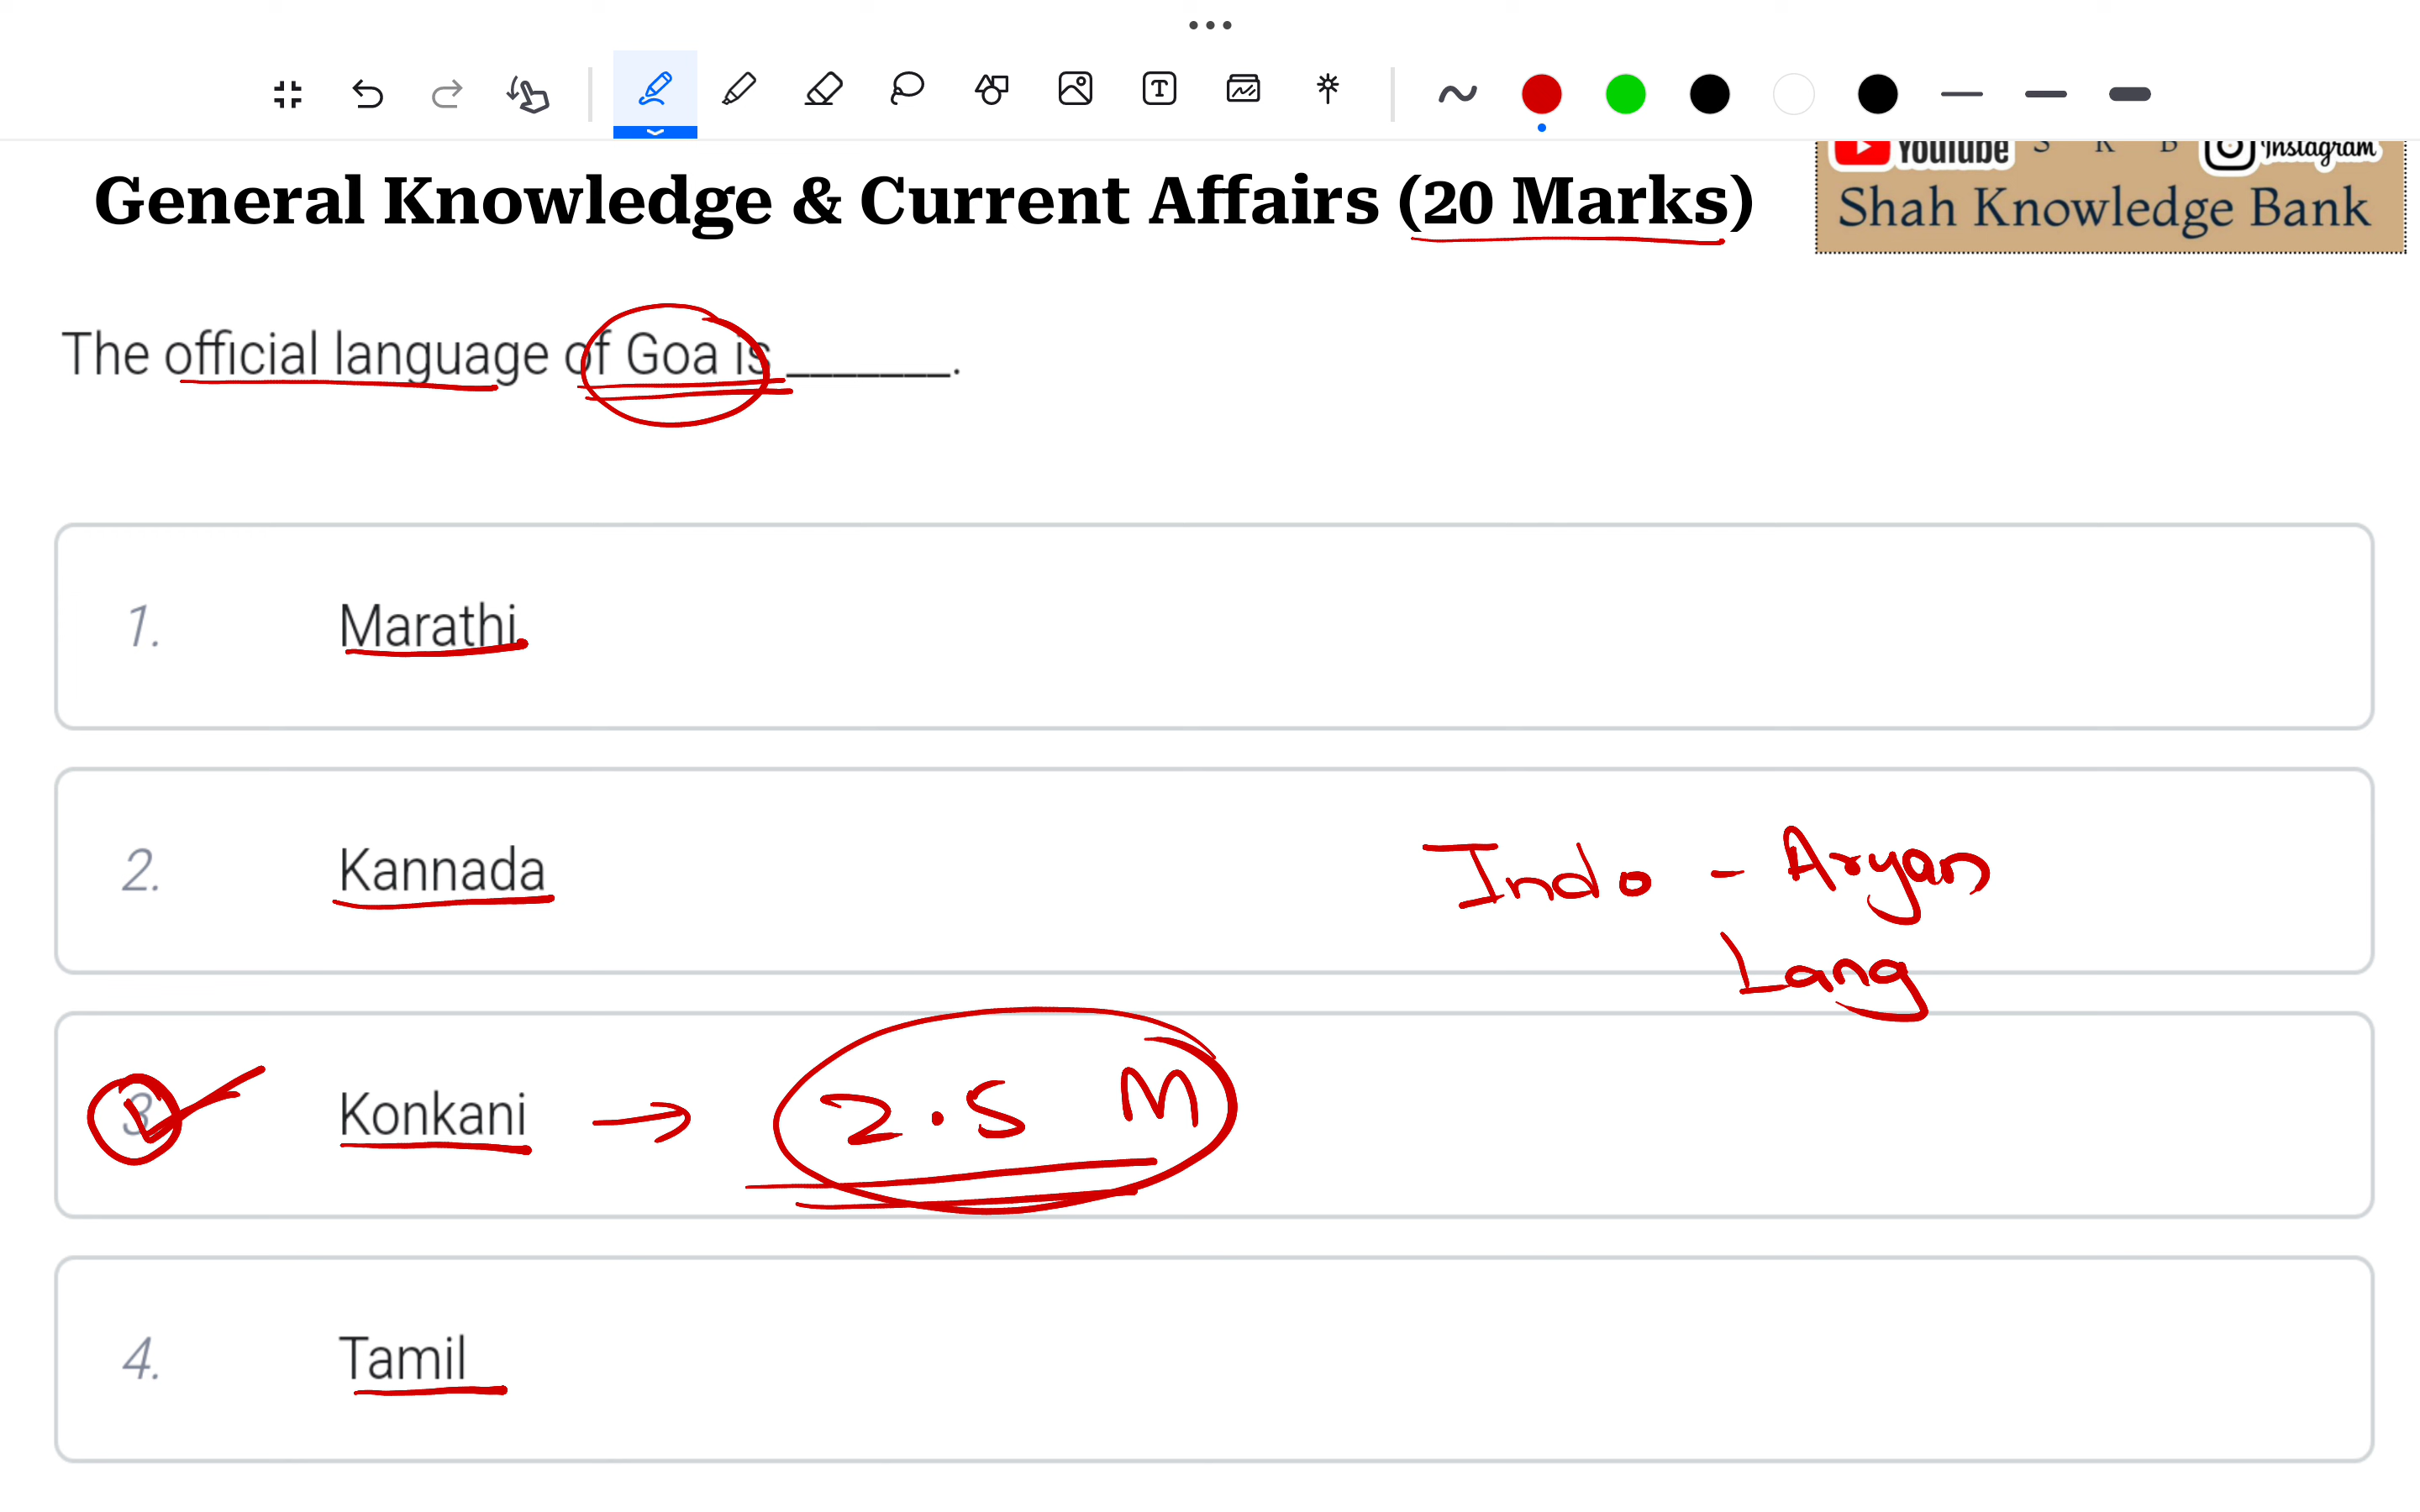 General Knowledge & Current Affairs (20 Marks)
YouTube S K B Instagram
Shah Knowledge Bank
The official language of Goa is _______.
1. Marathi
2. Kannada
Indo - Aryan
Lang
3. Konkani → 2.5 M
4. Tamil